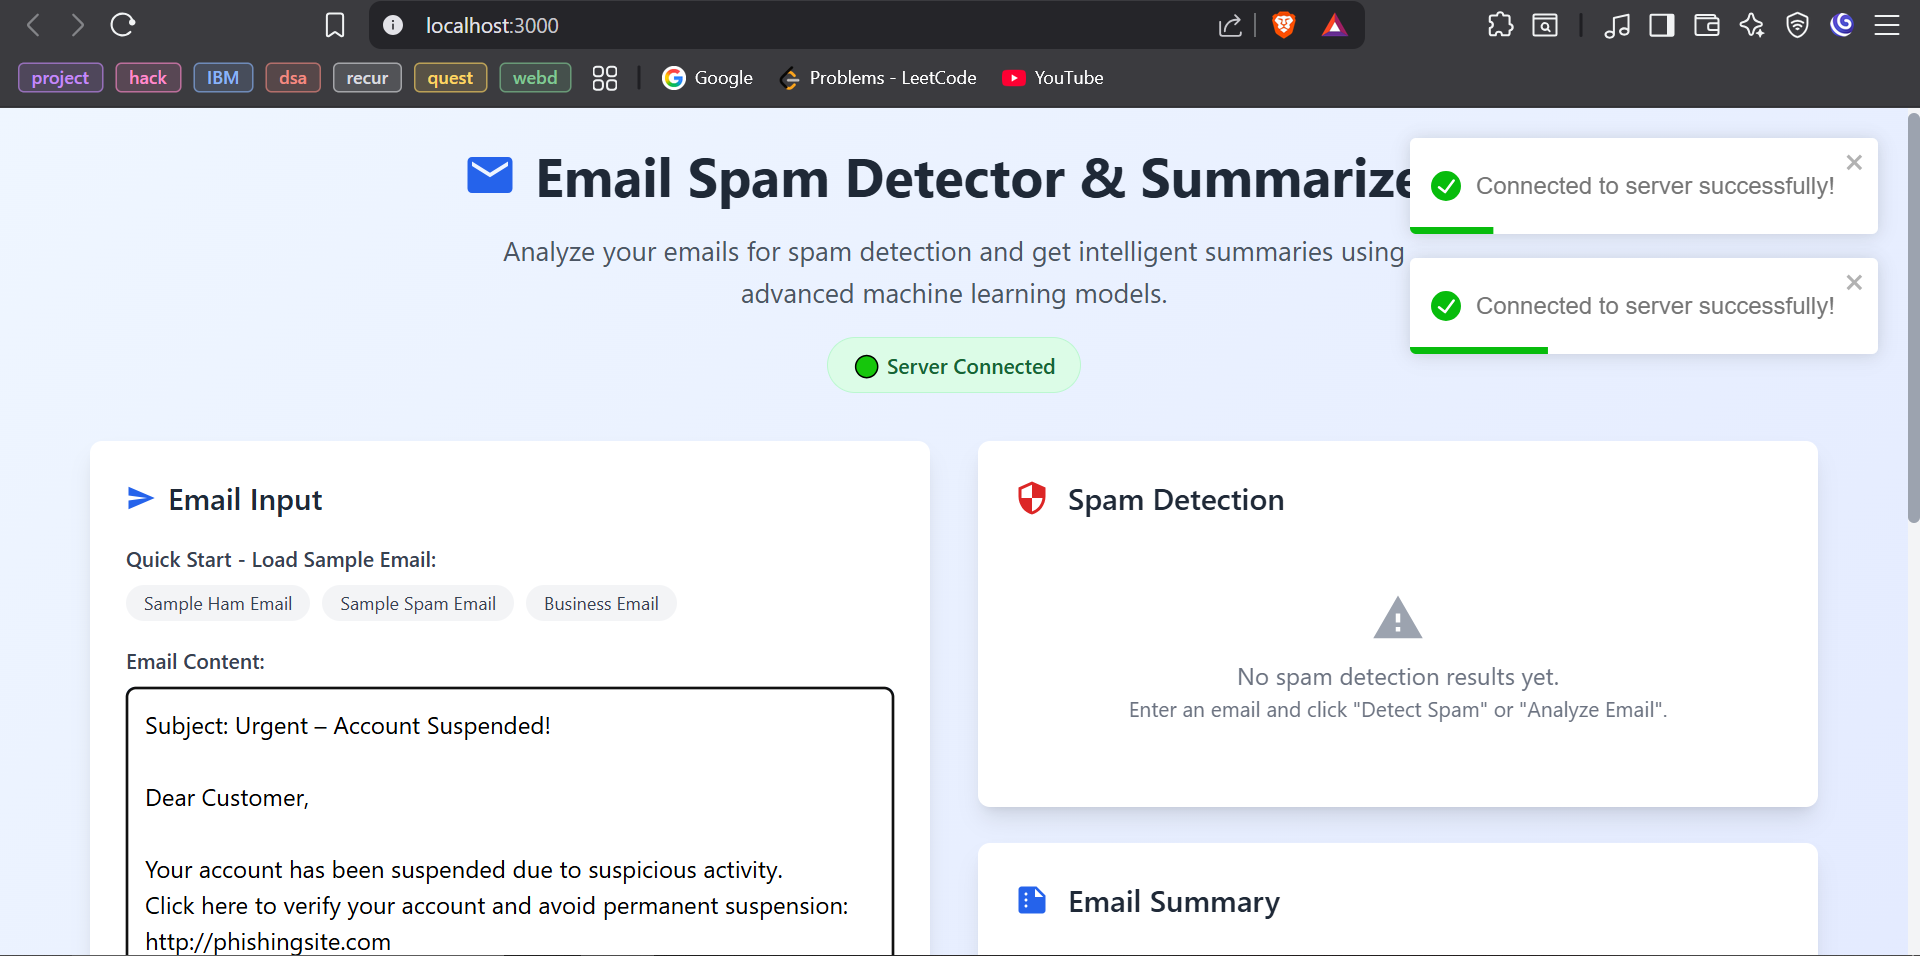 localhost:3000
project hack IBM dsa recur quest webd Google Problems - LeetCode YouTube
Email Spam Detector & Summarize
Connected to server successfully!
Connected to server successfully!
Analyze your emails for spam detection and get intelligent summaries using
advanced machine learning models.
Server Connected
Email Input
Quick Start - Load Sample Email:
Sample Ham Email Sample Spam Email Business Email
Email Content:
Subject: Urgent – Account Suspended!
Dear Customer,
Your account has been suspended due to suspicious activity.
Click here to verify your account and avoid permanent suspension:
http://phishingsite.com
Spam Detection
No spam detection results yet.
Enter an email and click "Detect Spam" or "Analyze Email".
Email Summary